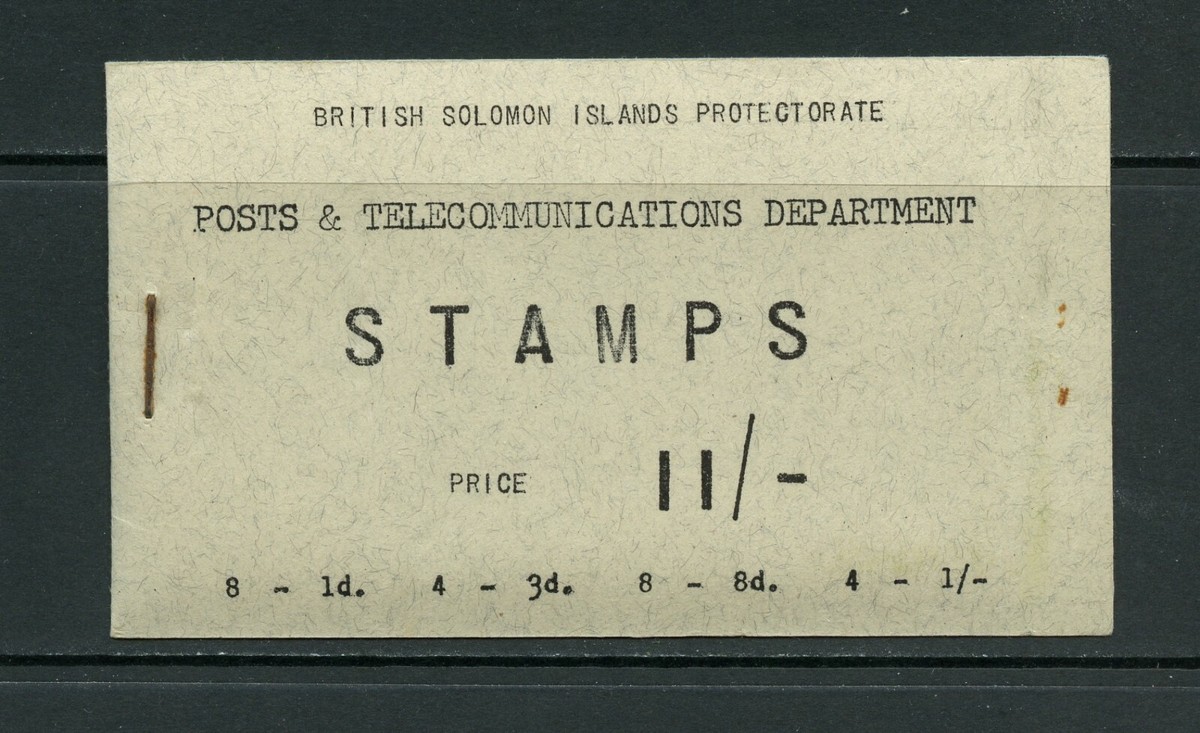 BRITISH SOLOMON ISLANDS PROTECTORATE
POSTS & TELECOMMUNICATIONS DEPARTMENT
STAMPS
PRICE 11/-
8 - 1d. 4 - 3d. 8 - 8d. 4 - 1/-